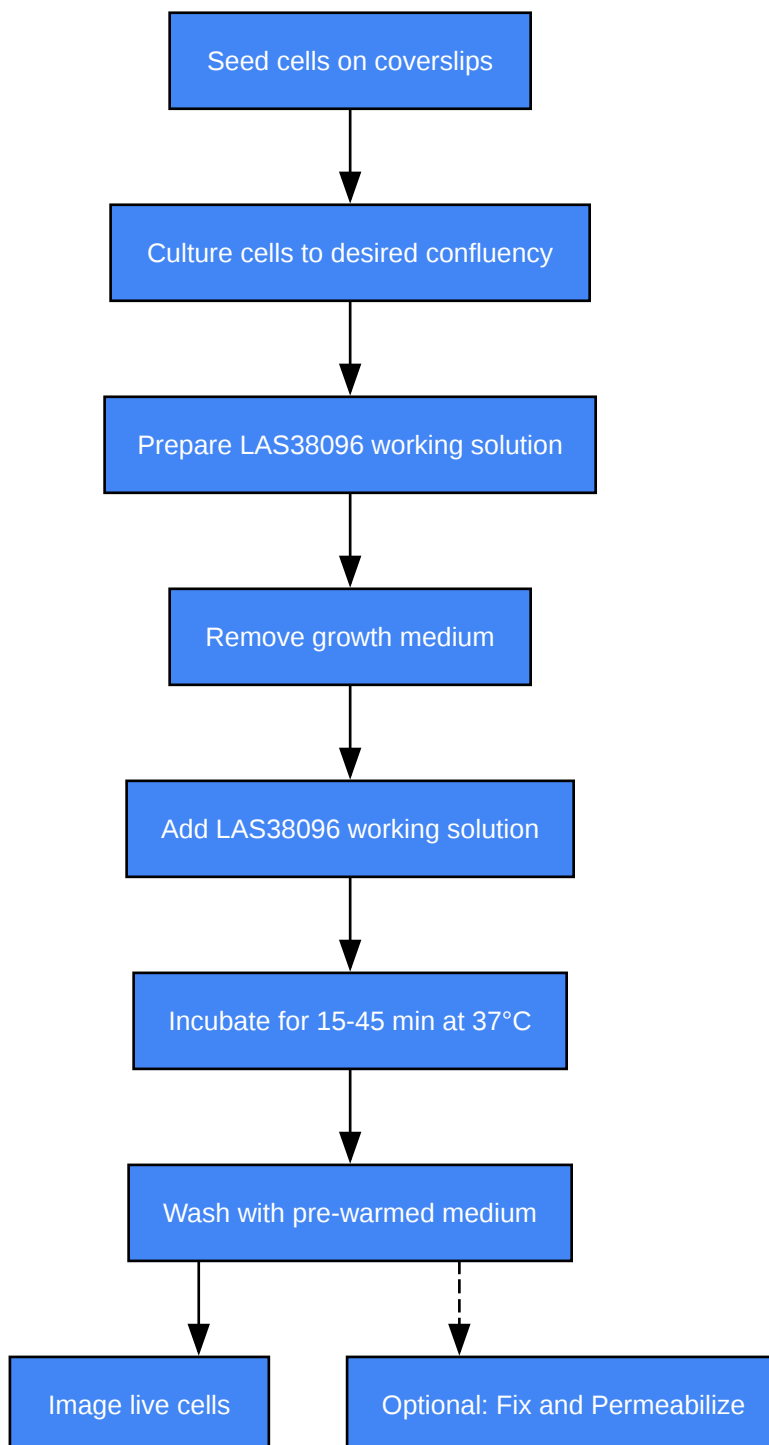 Seed cells on coverslips
Culture cells to desired confluency
Prepare LAS38096 working solution
Remove growth medium
Add LAS38096 working solution
Incubate for 15-45 min at 37°C
Wash with pre-warmed medium
Image live cells
Optional: Fix and Permeabilize